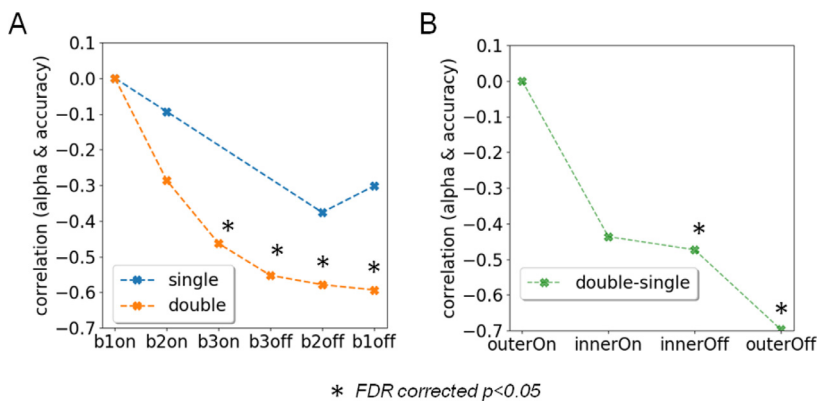 A
B
correlation (alpha & accuracy)
0.1
0.0
−0.1
−0.2
−0.3
−0.4
−0.5
−0.6
−0.7
*
*
*
*
single
double
b1on b2on b3on b3off b2off b1off
correlation (alpha & accuracy)
0.1
0.0
−0.1
−0.2
−0.3
−0.4
−0.5
−0.6
−0.7
*
*
double-single
outerOn innerOn innerOff outerOff
* FDR corrected p<0.05